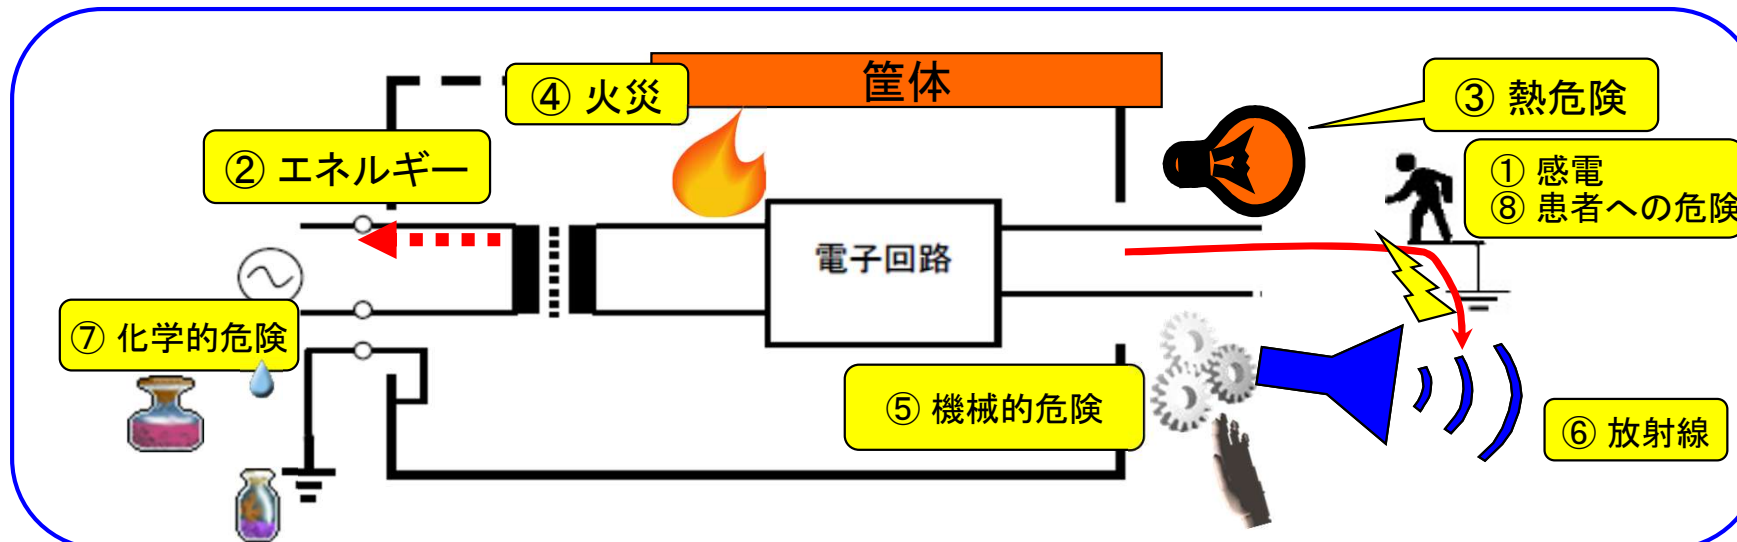 筐体
④ 火災
③ 熱危険
② エネルギー
① 感電
⑧ 患者への危険
電子回路
⑦ 化学的危険
⑤ 機械的危険
⑥ 放射線